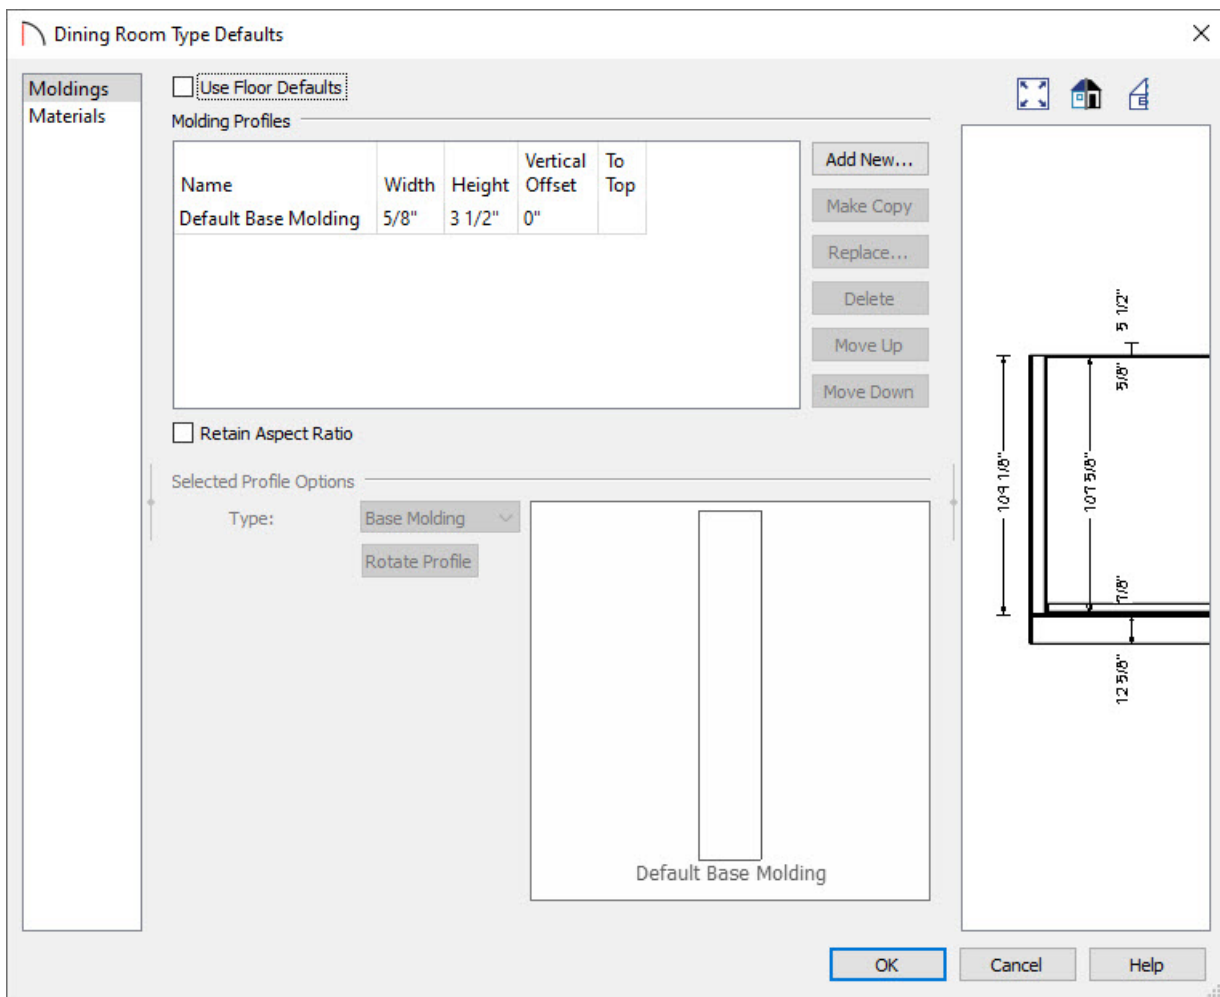 Dining Room Type Defaults
Moldings
Materials
Use Floor Defaults
Molding Profiles
Name Width Height Vertical Offset To Top
Default Base Molding 5/8" 3 1/2" 0"
Add New...
Make Copy
Replace...
Delete
Move Up
Move Down
Retain Aspect Ratio
Selected Profile Options
Type: Base Molding
Rotate Profile
Default Base Molding
5 1/2"
5/8"
109 1/8"
107 5/8"
7/8"
12 5/8"
OK Cancel Help